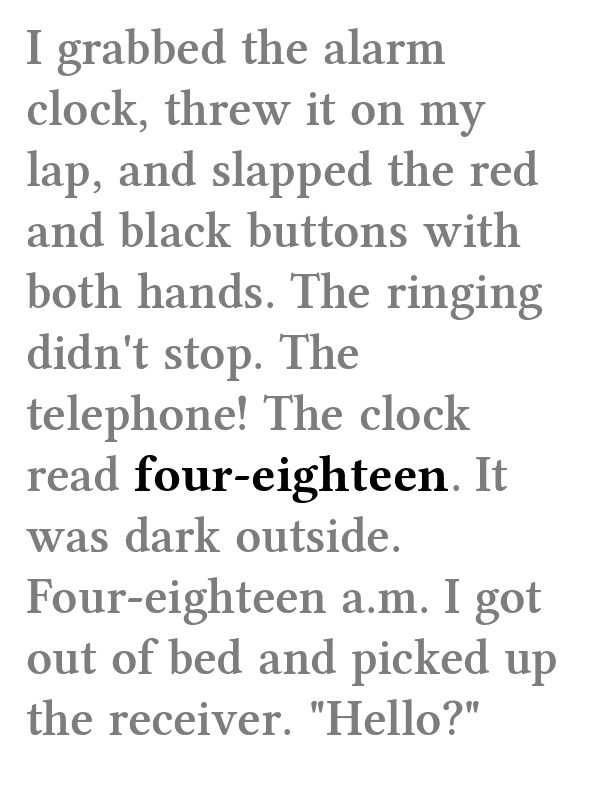 I grabbed the alarm
clock, threw it on my
lap, and slapped the red
and black buttons with
both hands. The ringing
didn't stop. The
telephone! The clock
read four-eighteen. It
was dark outside.
Four-eighteen a.m. I got
out of bed and picked up
the receiver. "Hello?"